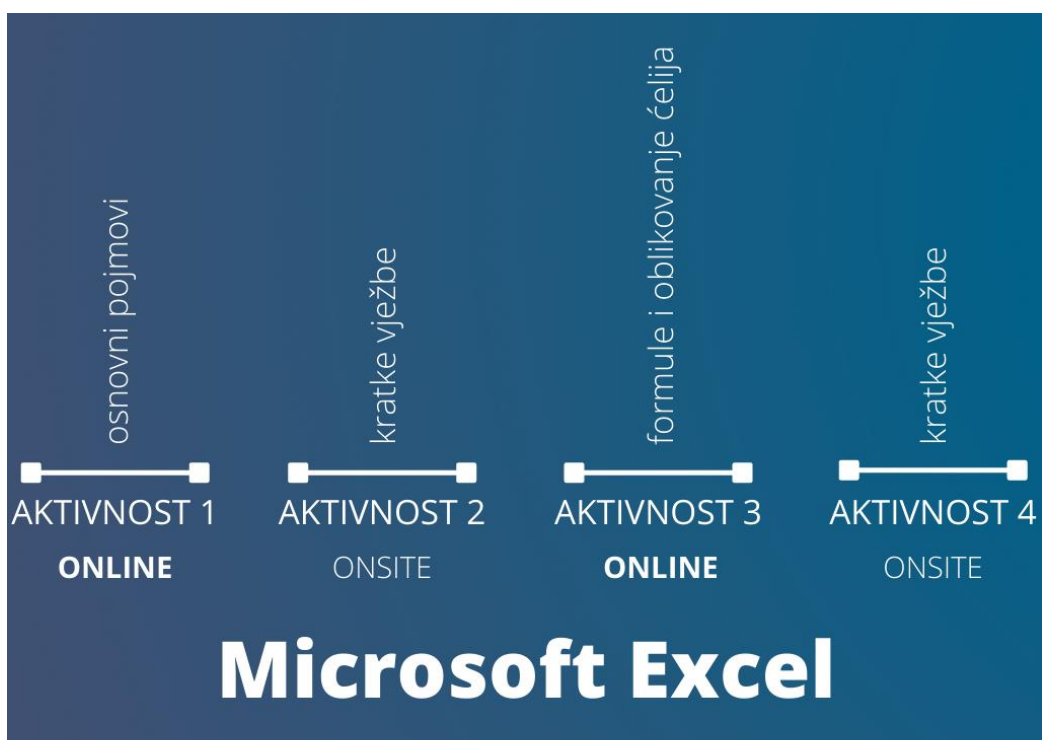 osnovni pojmovi
AKTIVNOST 1
ONLINE
kratke vježbe
AKTIVNOST 2
ONSITE
formule i oblikovanje ćelija
AKTIVNOST 3
ONLINE
kratke vježbe
AKTIVNOST 4
ONSITE
Microsoft Excel